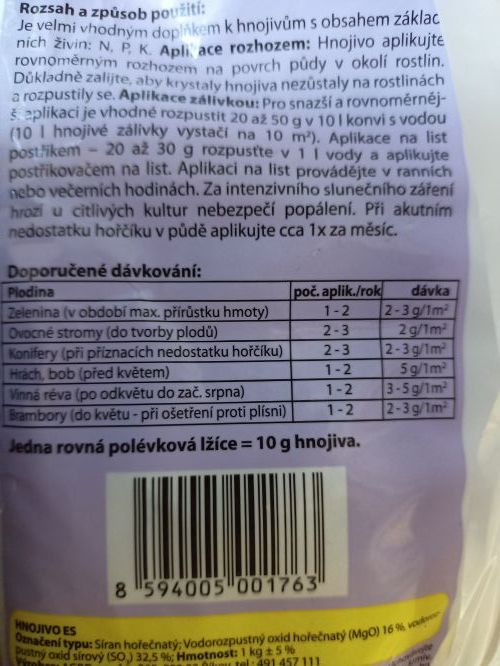 Rozsah a způsob použití:
Je velmi vhodným doplňkem k hnojivům s obsahem základ
ních živin: N, P, K. Aplikace rozhozem: Hnojivo aplikujte
rovnoměrným rozhozem na povrch půdy v okolí rostlin.
Důkladně zalijte, aby krystaly hnojiva nezůstaly na rostlinách
a rozpustily se. Aplikace zálivkou: Pro snazší a rovnoměrněj-
ší aplikaci je vhodné rozpustit 20 až 50 g v 10 l konvi s vodou
(10 l hnojivé zálivky vystačí na 10 m²). Aplikace na list
postřikem – 20 až 30 g rozpusťte v 1 l vody a aplikujte
postřikovačem na list. Aplikaci na list provádějte v ranních
nebo večerních hodinách. Za intenzivního slunečního záření
hrozí u citlivých kultur nebezpečí popálení. Při akutním
nedostatku hořčíku v půdě aplikujte cca 1x za měsíc.
Doporučené dávkování:
Plodina poč. aplik./rok dávka
Zelenina (v období max. přírůstku hmoty) 1 - 2 2 - 3 g/1m²
Ovocné stromy (do tvorby plodů) 2 - 3 2 g/1m²
Konifery (při příznacích nedostatku hořčíku) 2 - 3 2 - 3 g/1m²
Hrách, bob (před květem) 1 - 2 5 g/1m²
Vinná réva (po odkvětu do zač. srpna) 1 - 2 3 - 5 g/1m²
Brambory (do květu - při ošetření proti plísni) 1 - 2 2 - 3 g/1m²
Jedna rovná polévková lžíce = 10 g hnojiva.
8 594005 001763
HNOJIVO ES
Označení typu: Síran hořečnatý; Vodorozpustný oxid hořečnatý (MgO) 16 %, vodoroz-
pustný oxid sírový (SO₃) 32,5 %; Hmotnost: 1 kg ± 5 %
tel.: 491 457 111